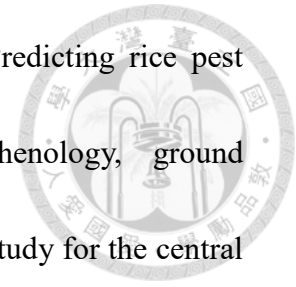 redicting rice pest
henology, ground
tudy for the central